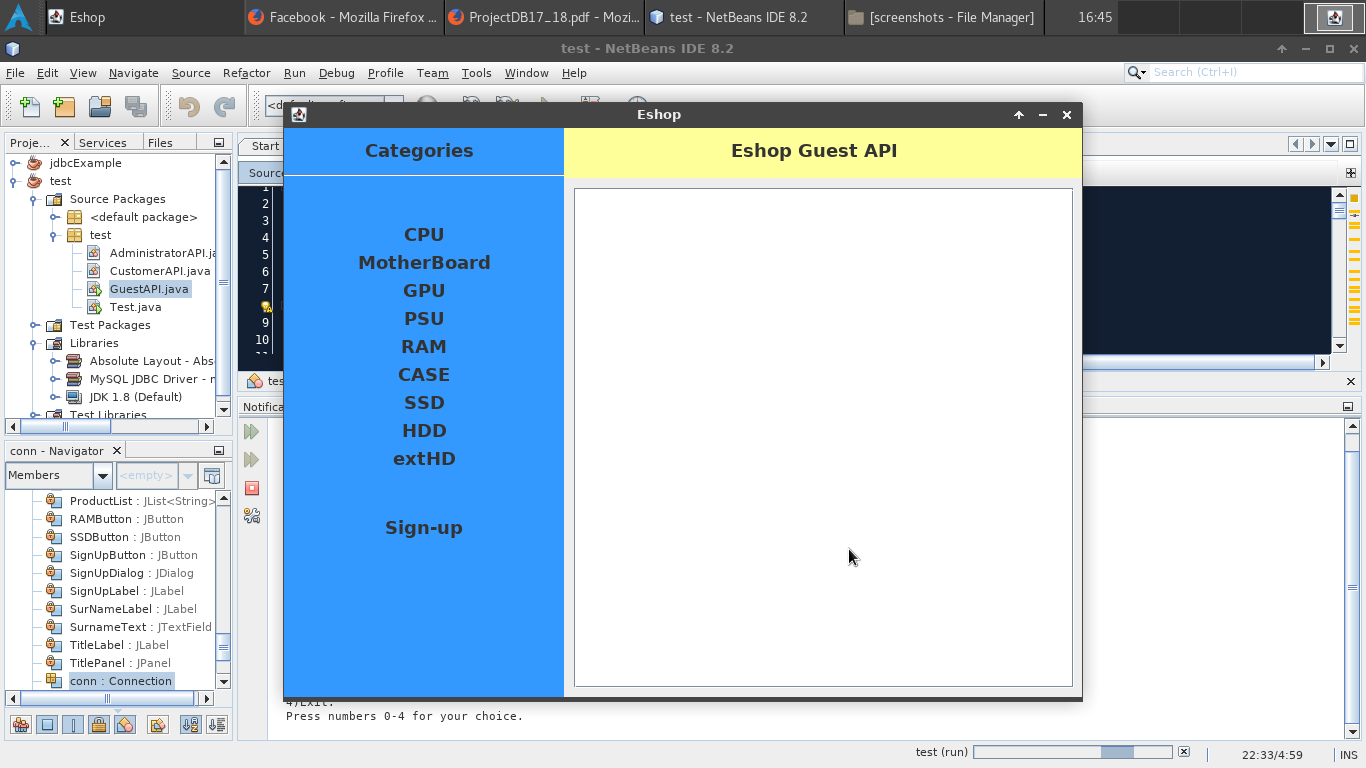 Eshop
Facebook - Mozilla Firefox ...
ProjectDB17_18.pdf - Mozi...
test - NetBeans IDE 8.2
[screenshots - File Manager]
16:45
test - NetBeans IDE 8.2
File Edit View Navigate Source Refactor Run Debug Profile Team Tools Window Help
Search (Ctrl+I)
Proje...
Services
Files
jdbcExample
test
Source Packages
<default package>
test
AdministratorAPI.ja
CustomerAPI.java
GuestAPI.java
Test.java
Test Packages
Libraries
Absolute Layout - Abs
MySQL JDBC Driver - m
JDK 1.8 (Default)
Test Libraries
conn - Navigator
Members
<empty>
ProductList : JList<String>
RAMButton : JButton
SSDButton : JButton
SignUpButton : JButton
SignUpDialog : JDialog
SignUpLabel : JLabel
SurNameLabel : JLabel
SurnameText : JTextField
TitleLabel : JLabel
TitlePanel : JPanel
conn : Connection
Start
Source
1
2
3
4
5
6
7
9
10
11
tes
Notifica
Eshop
Categories
Eshop Guest API
CPU
MotherBoard
GPU
PSU
RAM
CASE
SSD
HDD
extHD
Sign-up
4)Exit.
Press numbers 0-4 for your choice.
test (run)
22:33/4:59
INS